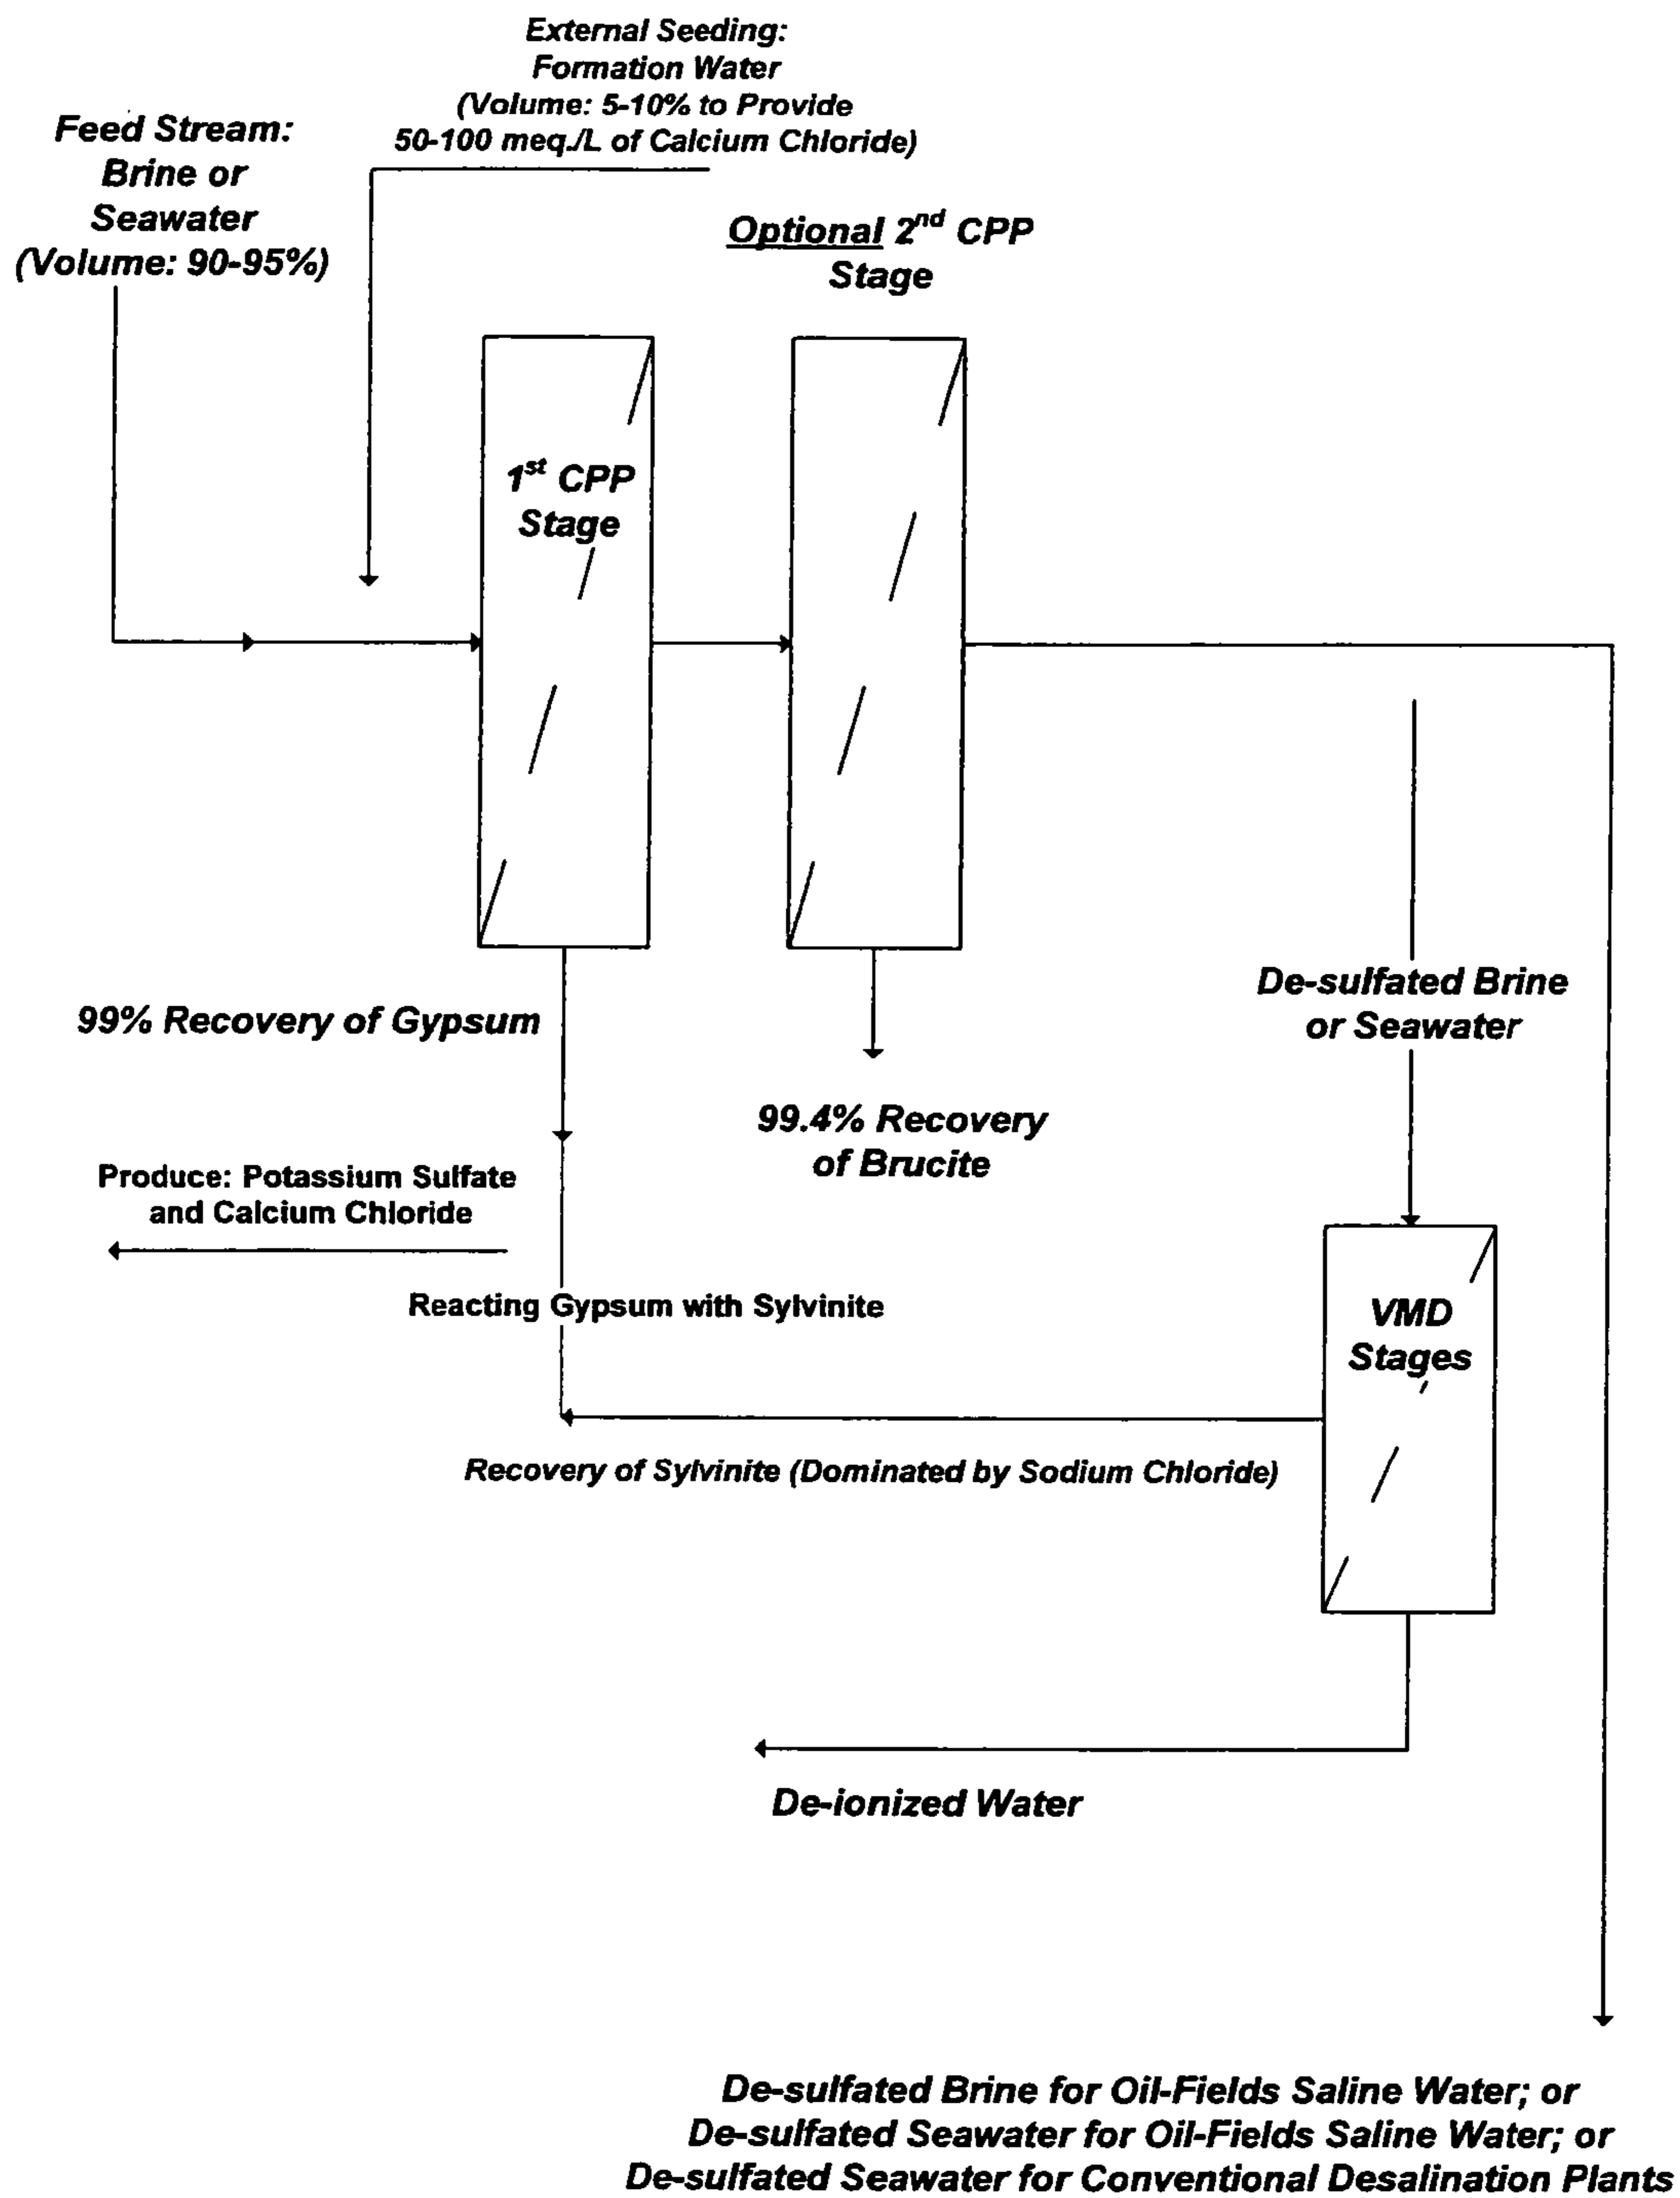 External Seeding:
Formation Water
(Volume: 5-10% to Provide
50-100 meq./L of Calcium Chloride)
Feed Stream:
Brine or
Seawater
(Volume: 90-95%)
Optional 2nd CPP
Stage
1st CPP
Stage
De-sulfated Brine
or Seawater
99% Recovery of Gypsum
99.4% Recovery
of Brucite
Produce: Potassium Sulfate
and Calcium Chloride
Reacting Gypsum with Sylvinite
VMD
Stages
Recovery of Sylvinite (Dominated by Sodium Chloride)
De-ionized Water
De-sulfated Brine for Oil-Fields Saline Water; or
De-sulfated Seawater for Oil-Fields Saline Water; or
De-sulfated Seawater for Conventional Desalination Plants